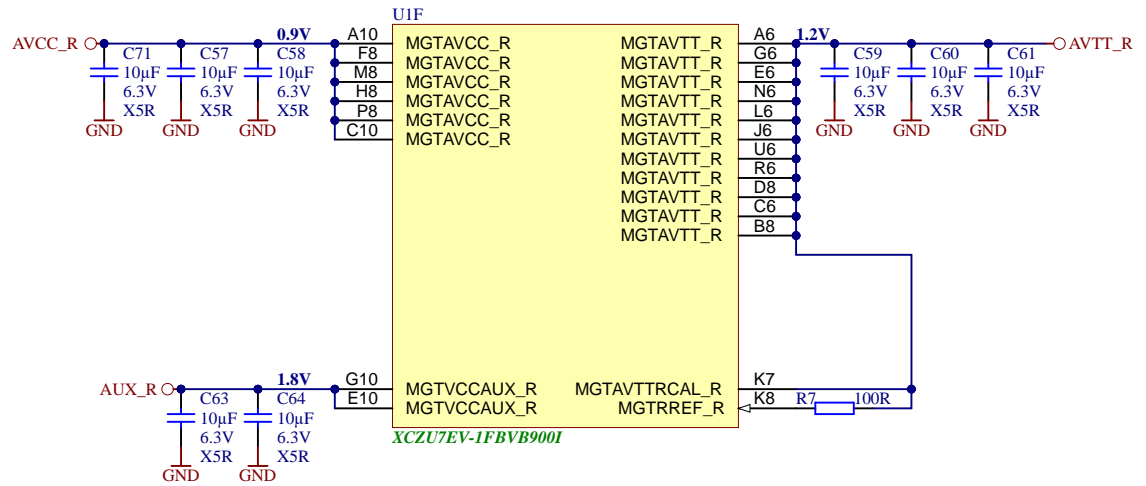 U1F
AVCC_R
0.9V
C71
10µF
6.3V
X5R
GND
C57
10µF
6.3V
X5R
GND
C58
10µF
6.3V
X5R
GND
A10 MGTAVCC_R
F8 MGTAVCC_R
M8 MGTAVCC_R
H8 MGTAVCC_R
P8 MGTAVCC_R
C10 MGTAVCC_R
MGTAVTT_R A6
MGTAVTT_R G6
MGTAVTT_R E6
MGTAVTT_R N6
MGTAVTT_R L6
MGTAVTT_R J6
MGTAVTT_R U6
MGTAVTT_R R6
MGTAVTT_R D8
MGTAVTT_R C6
MGTAVTT_R B8
1.2V
AVTT_R
C59
10µF
6.3V
X5R
GND
C60
10µF
6.3V
X5R
GND
C61
10µF
6.3V
X5R
GND
AUX_R
1.8V
C63
10µF
6.3V
X5R
GND
C64
10µF
6.3V
X5R
GND
G10 MGTVCCAUX_R
E10 MGTVCCAUX_R
MGTAVTTRCAL_R K7
MGTRREF_R K8
R7 100R
XCZU7EV-1FBVB900I